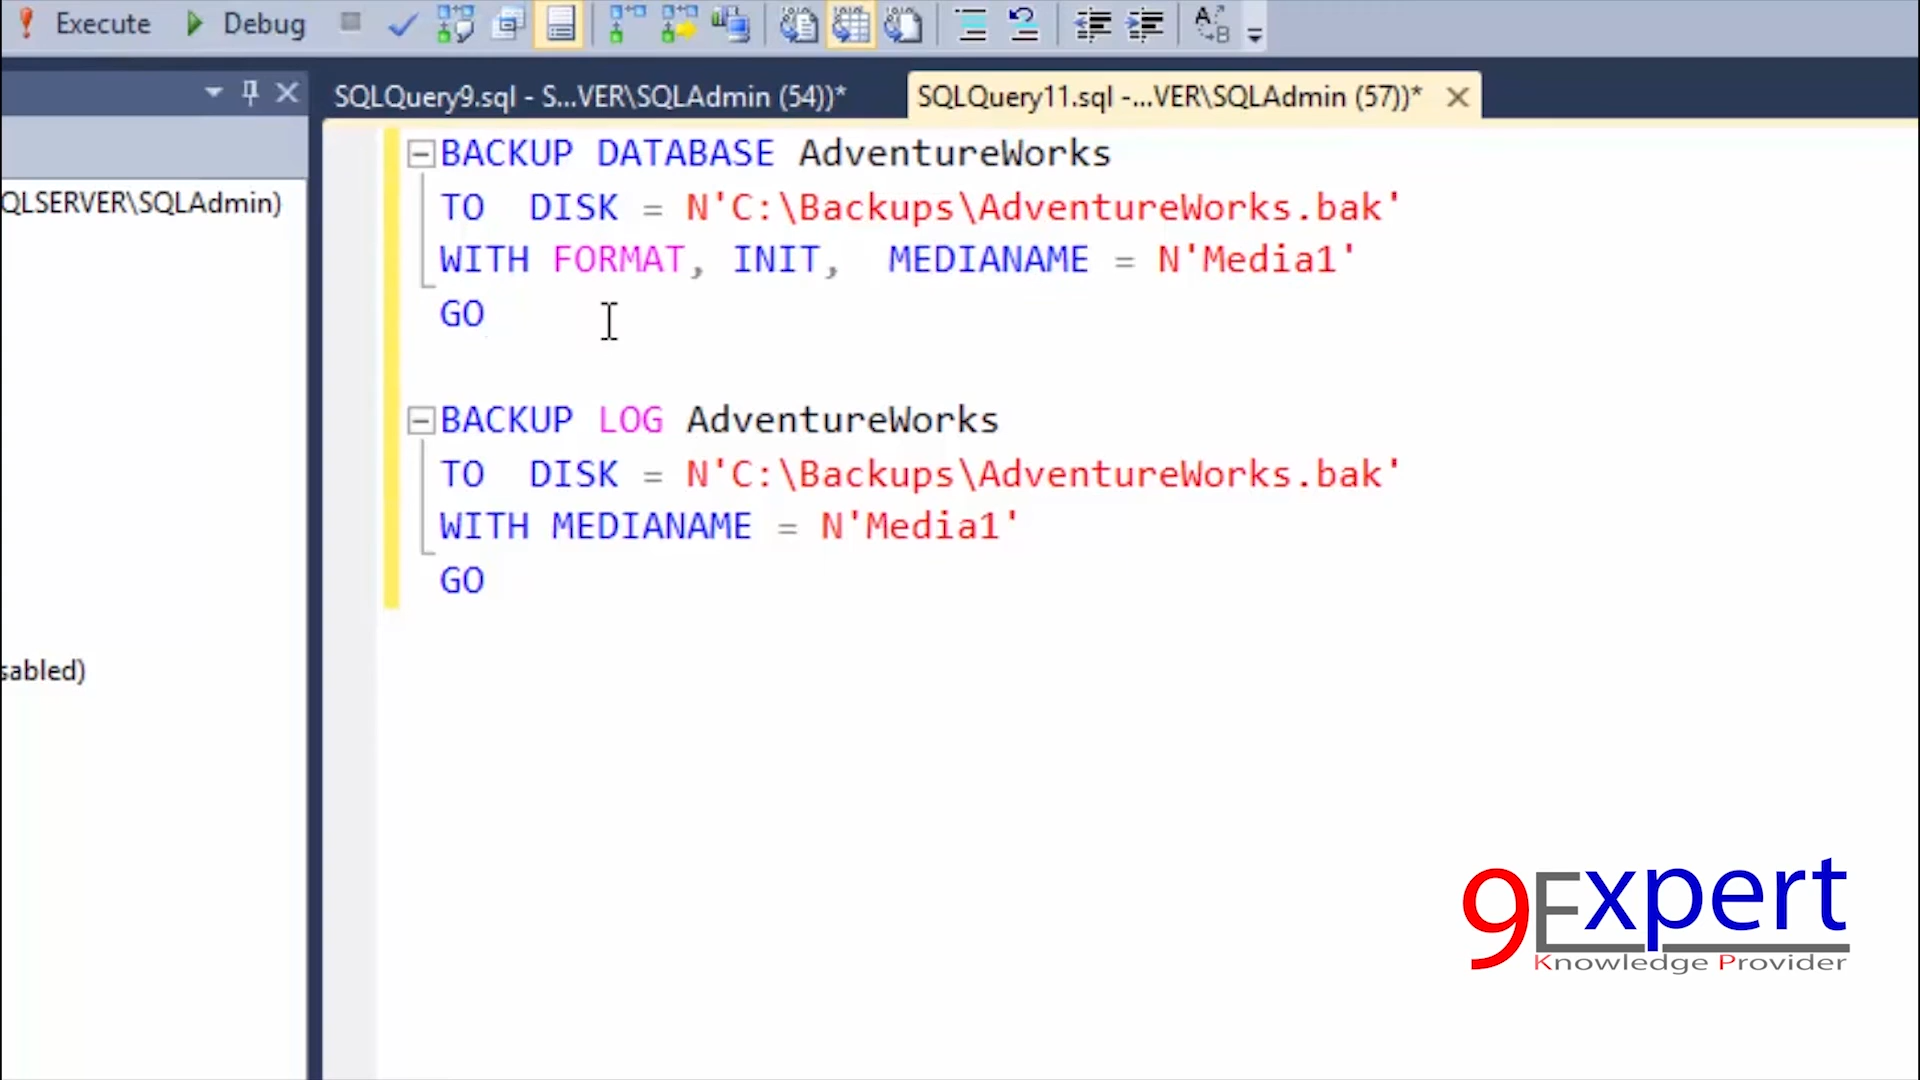 Execute Debug
SQLQuery9.sql - S...VER\SQLAdmin (54))*
SQLQuery11.sql -...VER\SQLAdmin (57))*
QLSERVER\SQLAdmin)
sabled)
BACKUP DATABASE AdventureWorks
TO  DISK = N'C:\Backups\AdventureWorks.bak'
WITH FORMAT, INIT,  MEDIANAME = N'Media1'
GO
BACKUP LOG AdventureWorks
TO  DISK = N'C:\Backups\AdventureWorks.bak'
WITH MEDIANAME = N'Media1'
GO
9Expert
Knowledge Provider